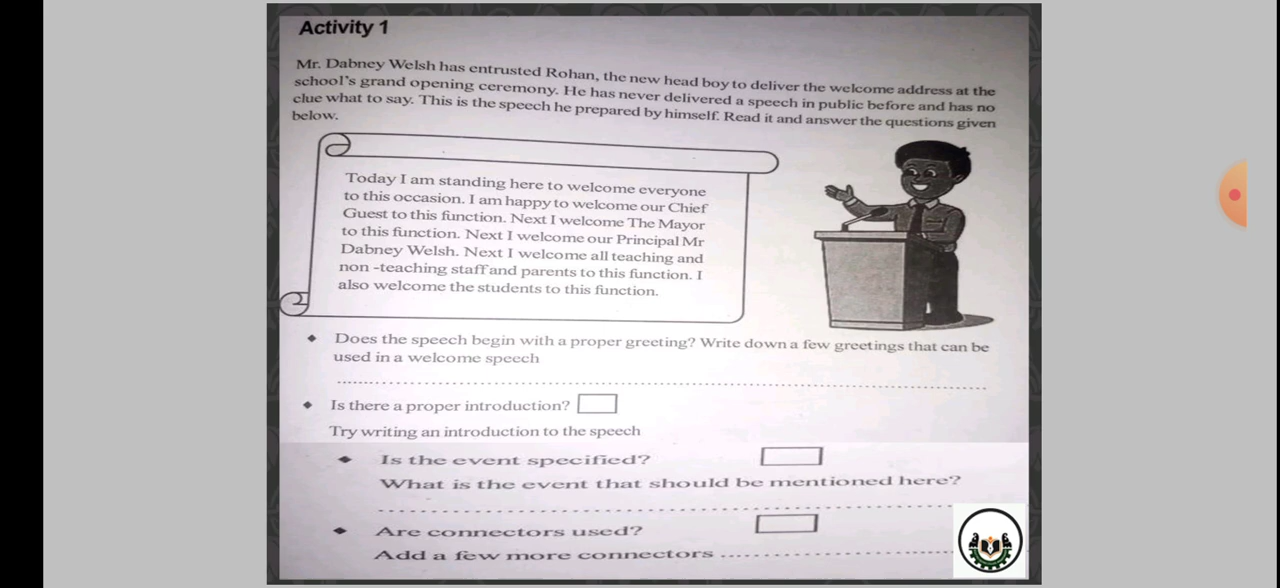 Activity 1
Mr. Dabney Welsh has entrusted Rohan, the new head boy to deliver the welcome address at the
school's grand opening ceremony. He has never delivered a speech in public before and has no
clue what to say. This is the speech he prepared by himself. Read it and answer the questions given
below.
Today I am standing here to welcome everyone
to this occasion. I am happy to welcome our Chief
Guest to this function. Next I welcome The Mayor
to this function. Next I welcome our Principal Mr
Dabney Welsh. Next I welcome all teaching and
non -teaching staff and parents to this function. I
also welcome the students to this function.
Does the speech begin with a proper greeting? Write down a few greetings that can be
used in a welcome speech
Is there a proper introduction?
Try writing an introduction to the speech
Is the event specified?
What is the event that should be mentioned here?
Are connectors used?
Add a few more connectors